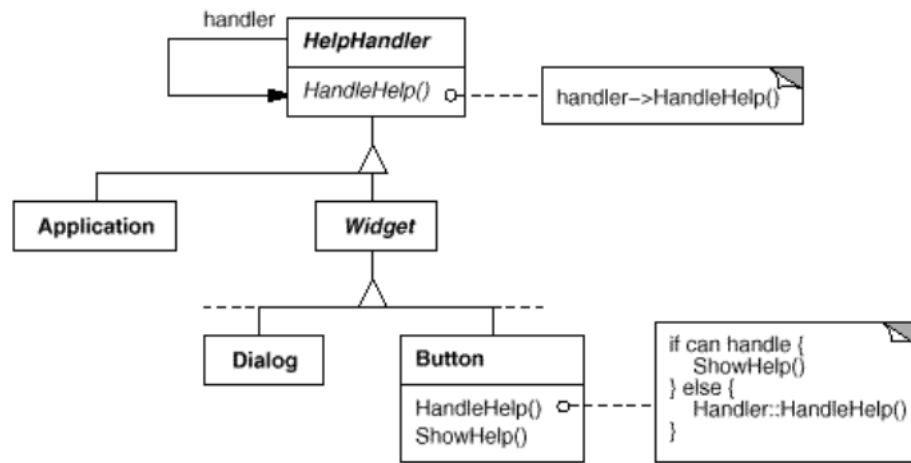 handler
HelpHandler
HandleHelp()
handler->HandleHelp()
Application
Widget
Dialog
Button
HandleHelp()
ShowHelp()
if can handle {
ShowHelp()
} else {
Handler::HandleHelp()
}